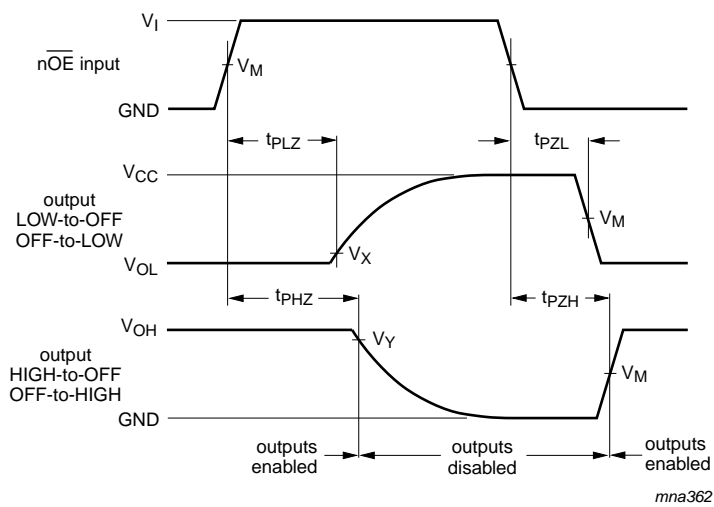 V_I
nO̅E̅ input
V_M
GND
t_PLZ
t_PZL
V_CC
output
LOW-to-OFF
OFF-to-LOW
V_M
V_X
V_OL
t_PHZ
t_PZH
V_OH
V_Y
output
HIGH-to-OFF
OFF-to-HIGH
V_M
GND
outputs
enabled
outputs
disabled
outputs
enabled
mna362